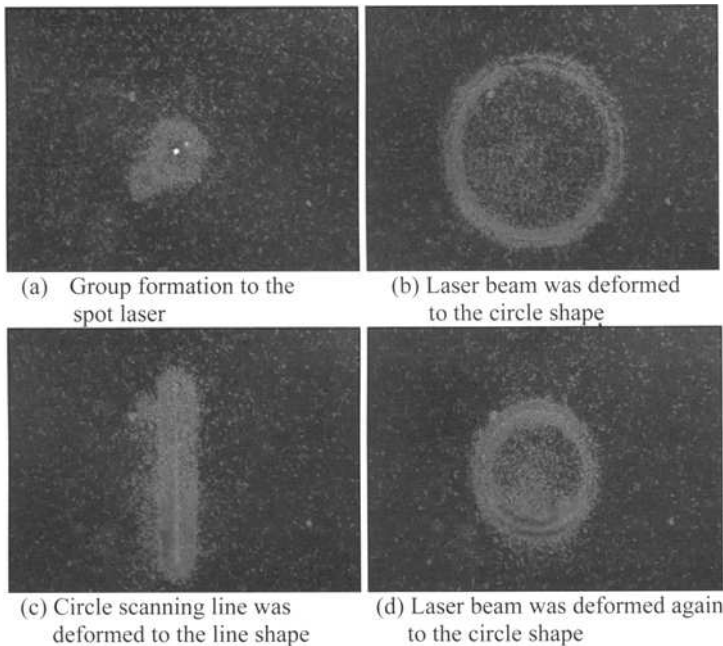 (a) Group formation to the
spot laser
(b) Laser beam was deformed
to the circle shape
(c) Circle scanning line was
deformed to the line shape
(d) Laser beam was deformed again
to the circle shape